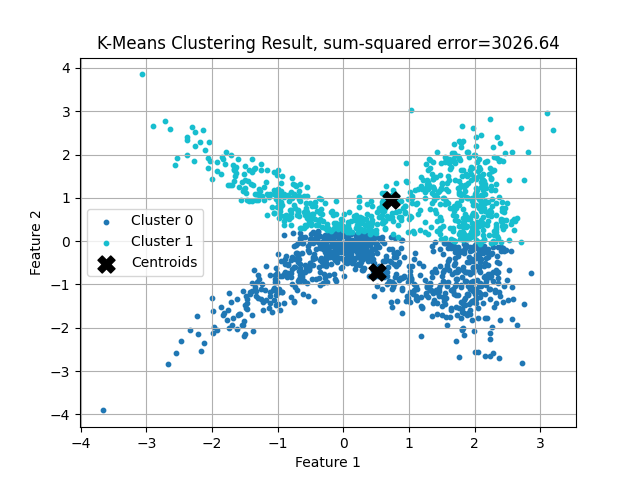 K-Means Clustering Result, sum-squared error=3026.64
4
3
2
1
0
−1
−2
−3
−4
Feature 2
Cluster 0
Cluster 1
Centroids
−4 −3 −2 −1 0 1 2 3
Feature 1